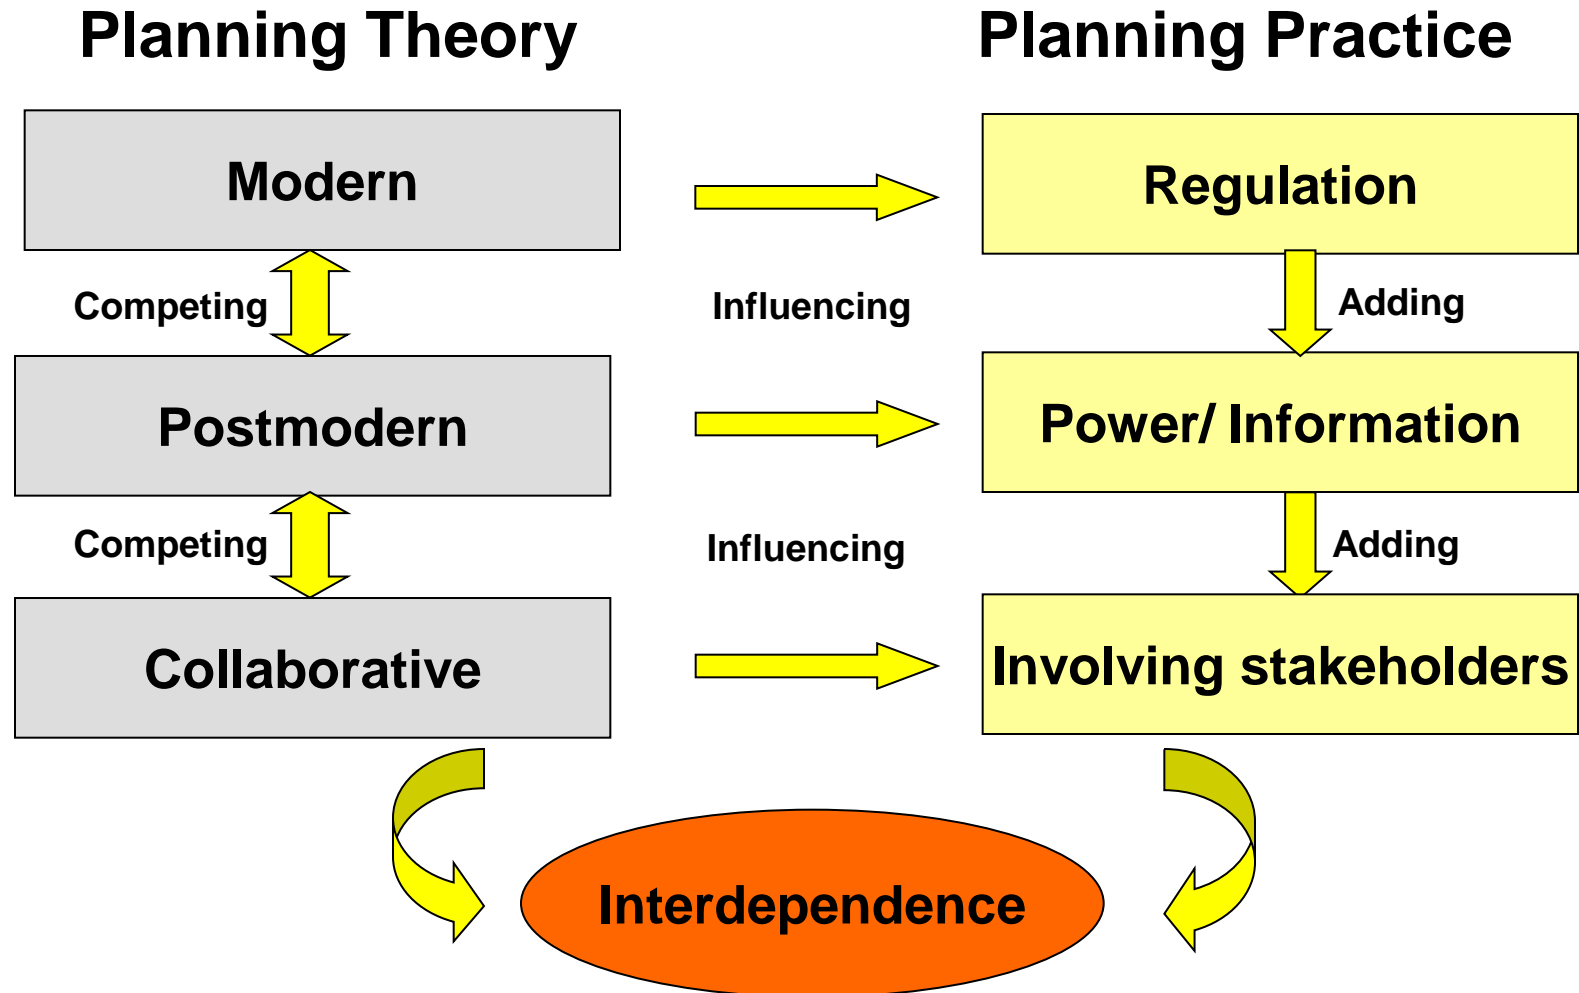 Planning Theory
Planning Practice
Modern
Regulation
Competing
Influencing
Adding
Postmodern
Power/ Information
Competing
Influencing
Adding
Collaborative
Involving stakeholders
Interdependence